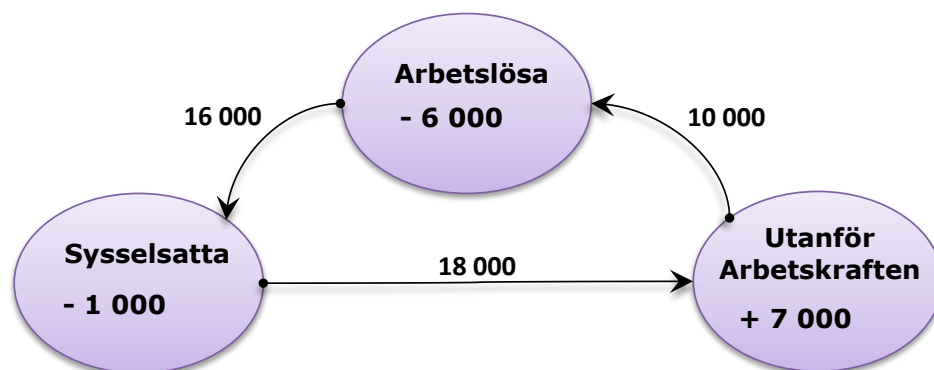 Arbetslösa
- 6 000
16 000
10 000
Sysselsatta
- 1 000
18 000
Utanför
Arbetskraften
+ 7 000